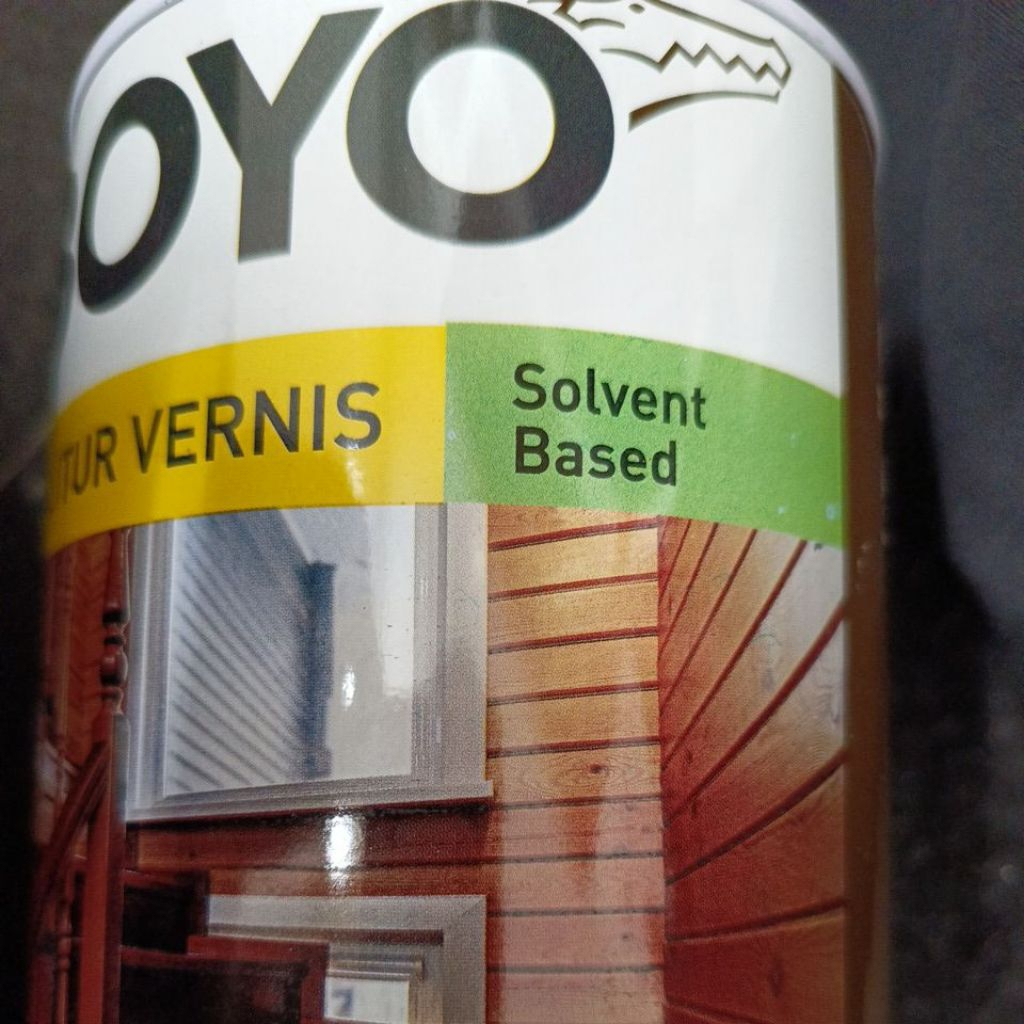 OYO
TUR VERNIS
Solvent
Based